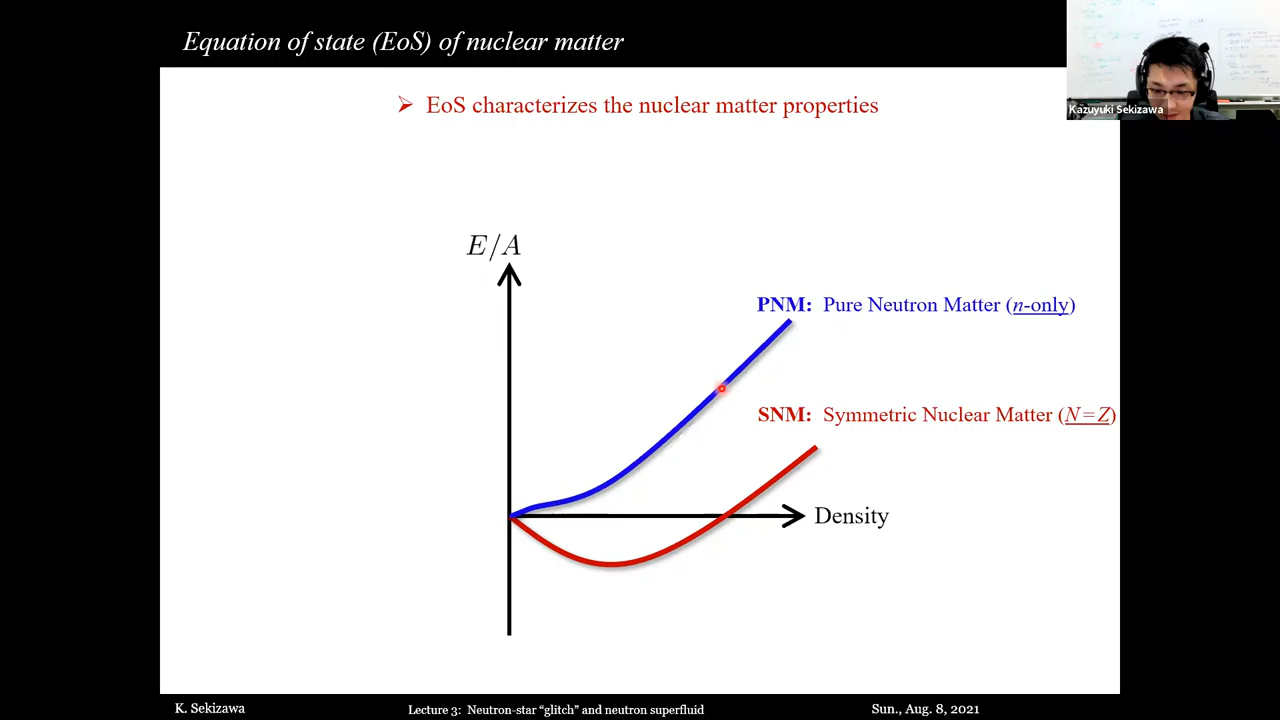 Equation of state (EoS) of nuclear matter
Kazuyuki Sekizawa
➢ EoS characterizes the nuclear matter properties
E/A
PNM: Pure Neutron Matter (n-only)
SNM: Symmetric Nuclear Matter (N=Z)
Density
K. Sekizawa
Lecture 3: Neutron-star “glitch” and neutron superfluid
Sun., Aug. 8, 2021